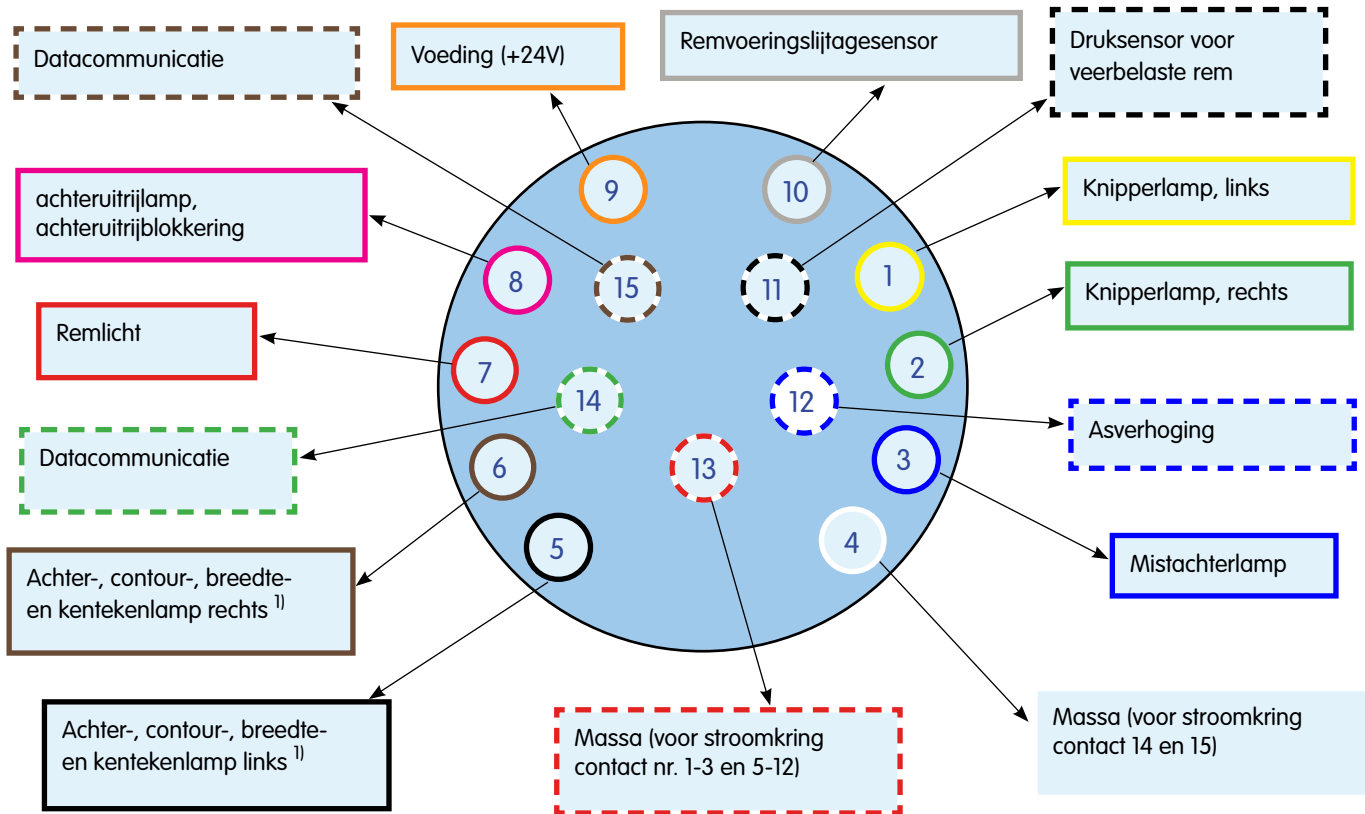 Datacommunicatie
Voeding (+24V)
Remvoeringslijtagesensor
Druksensor voor
veerbelaste rem
achteruitrijlamp,
achteruitrijblokkering
Knipperlamp, links
Remlicht
Knipperlamp, rechts
Datacommunicatie
Asverhoging
Achter-, contour-, breedte-
en kentekenlamp rechts 1)
Mistachterlamp
Achter-, contour-, breedte-
en kentekenlamp links 1)
Massa (voor stroomkring
contact nr. 1-3 en 5-12)
Massa (voor stroomkring
contact 14 en 15)
9
10
8
15
11
1
7
14
12
2
6
13
3
5
4